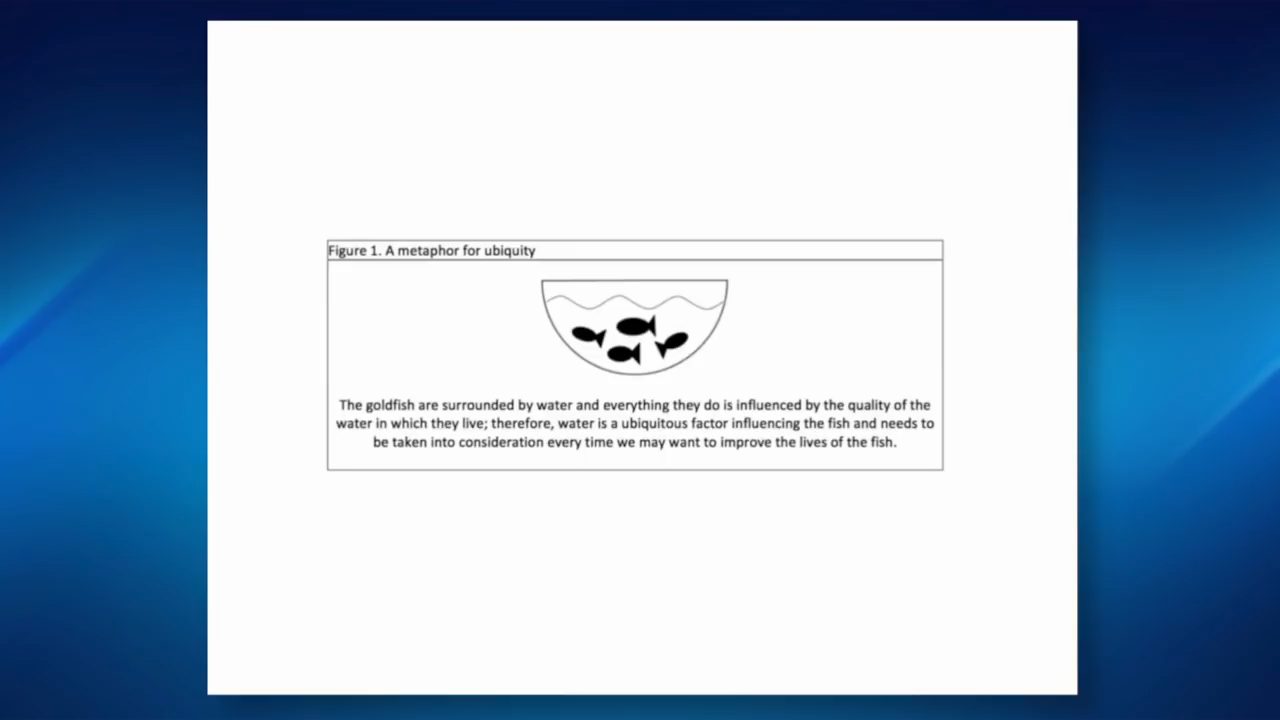 Figure 1. A metaphor for ubiquity
The goldfish are surrounded by water and everything they do is influenced by the quality of the
water in which they live; therefore, water is a ubiquitous factor influencing the fish and needs to
be taken into consideration every time we may want to improve the lives of the fish.